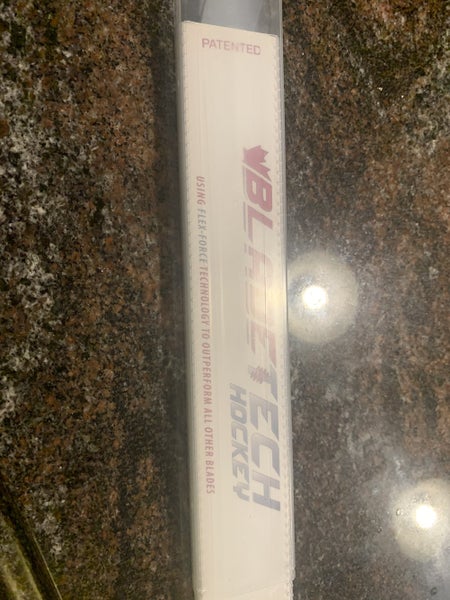 PATENTED
BLADETECH
HOCKEY
USING FLEX-FORCE TECHNOLOGY TO OUTPERFORM ALL OTHER BLADES